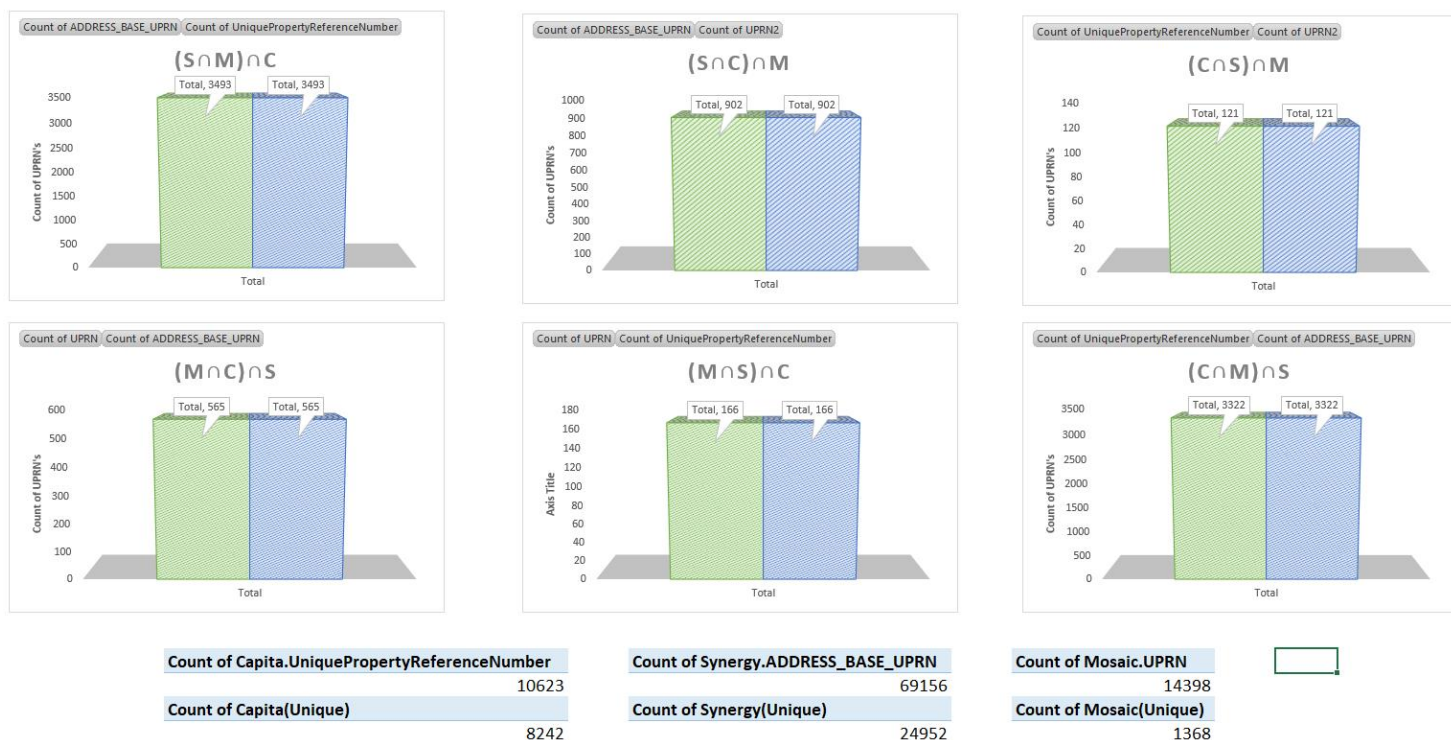 Count of ADDRESS_BASE_UPRN Count of UniquePropertyReferenceNumber
(S∩M)∩C
Total, 3493 Total, 3493
3500
3000
2500
2000
1500
1000
500
0
Count of UPRN's
Total
Count of ADDRESS_BASE_UPRN Count of UPRN2
(S∩C)∩M
Total, 902 Total, 902
1000
900
800
700
600
500
400
300
200
100
0
Count of UPRN's
Total
Count of UniquePropertyReferenceNumber Count of UPRN2
(C∩S)∩M
Total, 121 Total, 121
140
120
100
80
60
40
20
0
Count of UPRN's
Total
Count of UPRN Count of ADDRESS_BASE_UPRN
(M∩C)∩S
Total, 565 Total, 565
600
500
400
300
200
100
0
Count of UPRN's
Total
Count of UPRN Count of UniquePropertyReferenceNumber
(M∩S)∩C
Total, 166 Total, 166
180
160
140
120
100
80
60
40
20
0
Axis Title
Total
Count of UniquePropertyReferenceNumber Count of ADDRESS_BASE_UPRN
(C∩M)∩S
Total, 3322 Total, 3322
3500
3000
2500
2000
1500
1000
500
0
Count of UPRN's
Total
Count of Capita.UniquePropertyReferenceNumber Count of Synergy.ADDRESS_BASE_UPRN Count of Mosaic.UPRN
10623 69156 14398
Count of Capita(Unique) Count of Synergy(Unique) Count of Mosaic(Unique)
8242 24952 1368